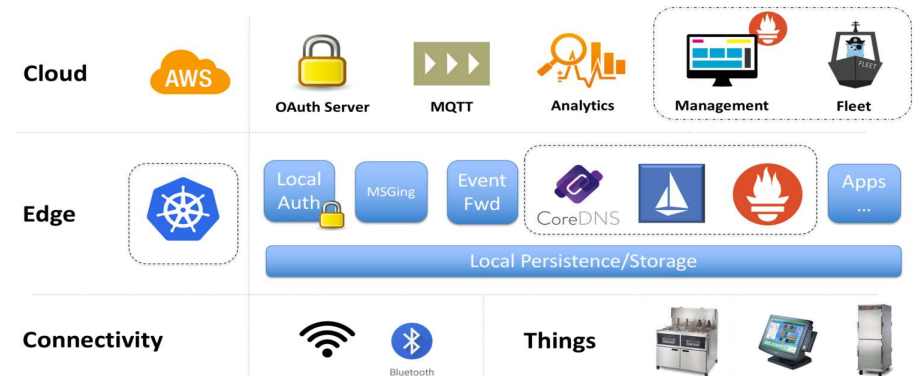 Cloud
AWS
OAuth Server
MQTT
Analytics
Management
FLEET
Fleet
Edge
Local
Auth
MSGing
Event
Fwd
CoreDNS
Apps
...
Local Persistence/Storage
Connectivity
Bluetooth
Things